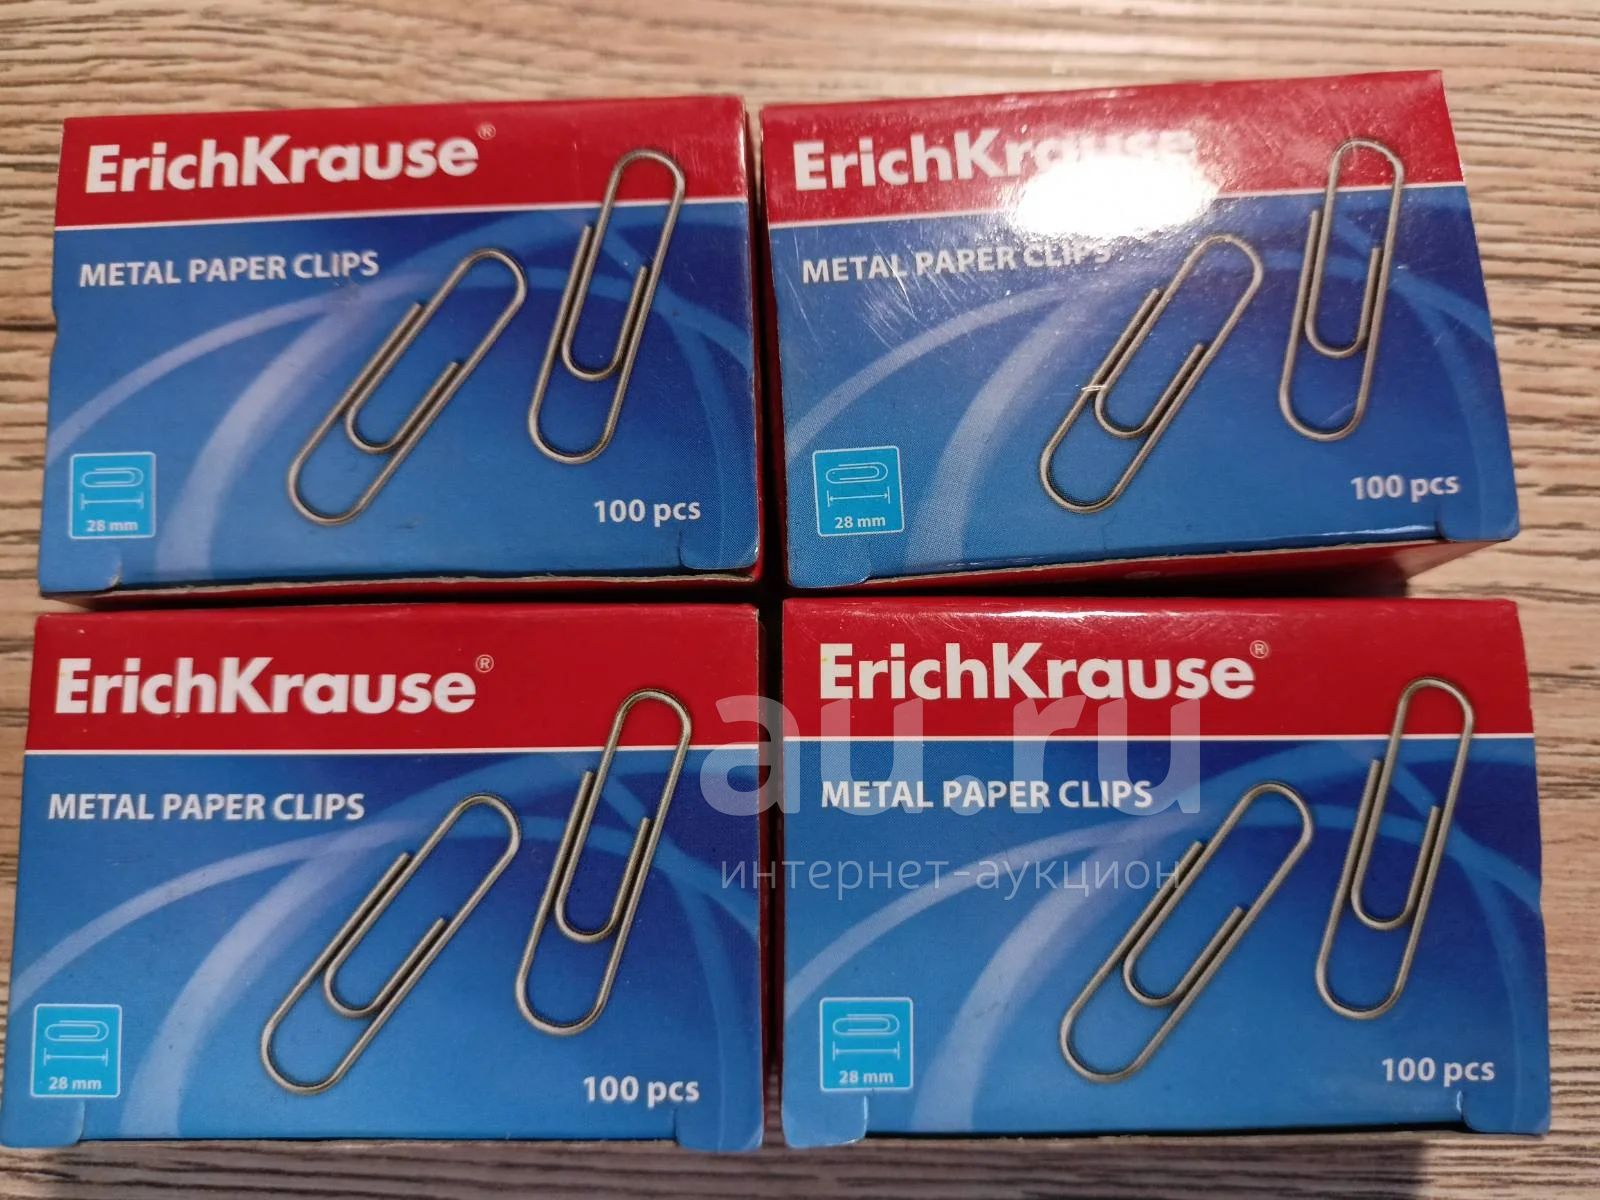 ErichKrause®
METAL PAPER CLIPS
28 mm
100 pcs
ErichKrause
METAL PAPER CLIPS
28 mm
100 pcs
ErichKrause®
METAL PAPER CLIPS
28 mm
100 pcs
ErichKrause®
METAL PAPER CLIPS
28 mm
100 pcs
au.ru
интернет-аукцион